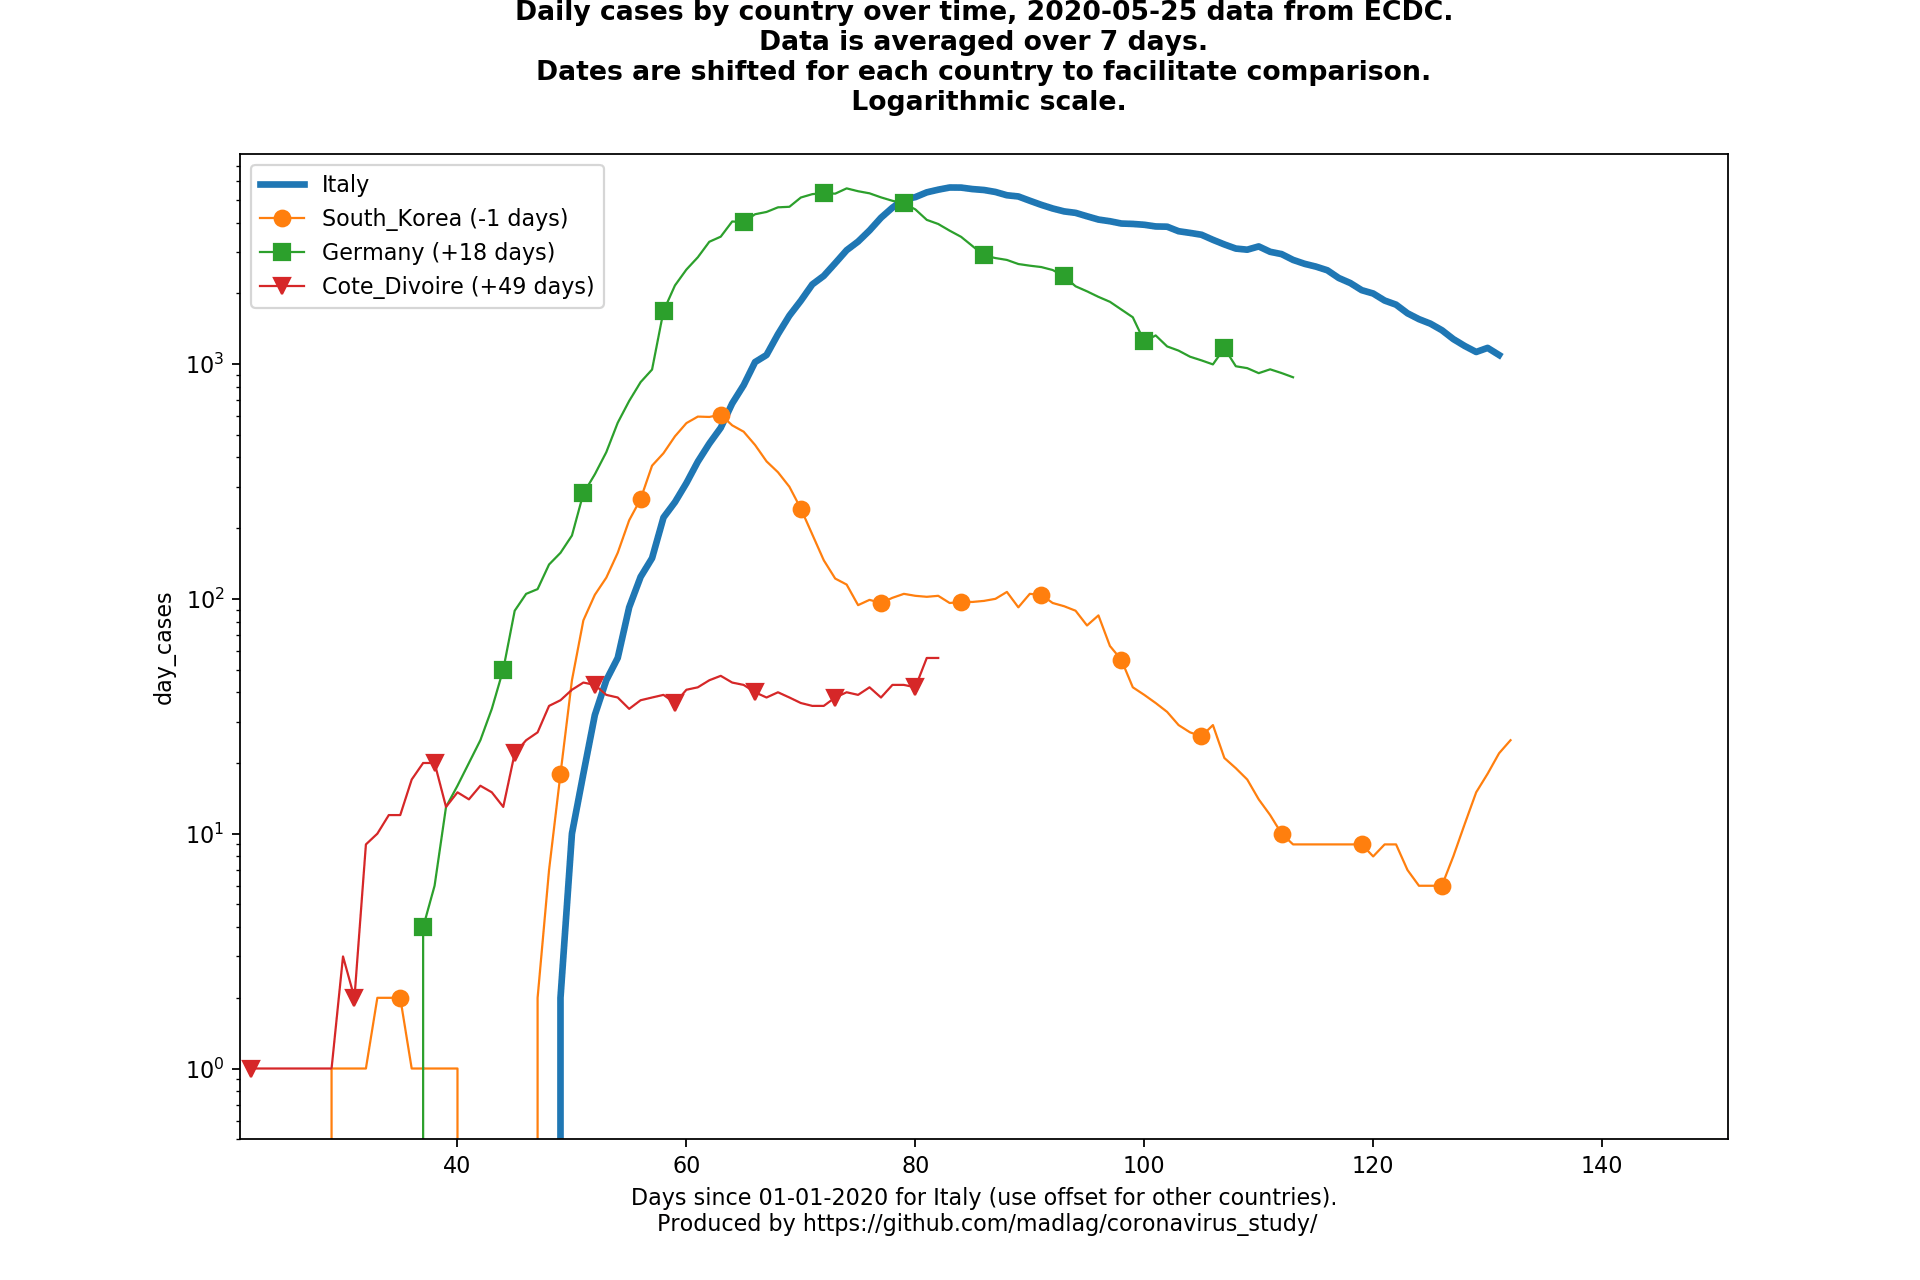 Daily cases by country over time, 2020-05-25 data from ECDC.
Data is averaged over 7 days.
Dates are shifted for each country to facilitate comparison.
Logarithmic scale.
Italy
South_Korea (-1 days)
Germany (+18 days)
Cote_Divoire (+49 days)
day_cases
10³
10²
10¹
10⁰
40 60 80 100 120 140
Days since 01-01-2020 for Italy (use offset for other countries).
Produced by https://github.com/madlag/coronavirus_study/